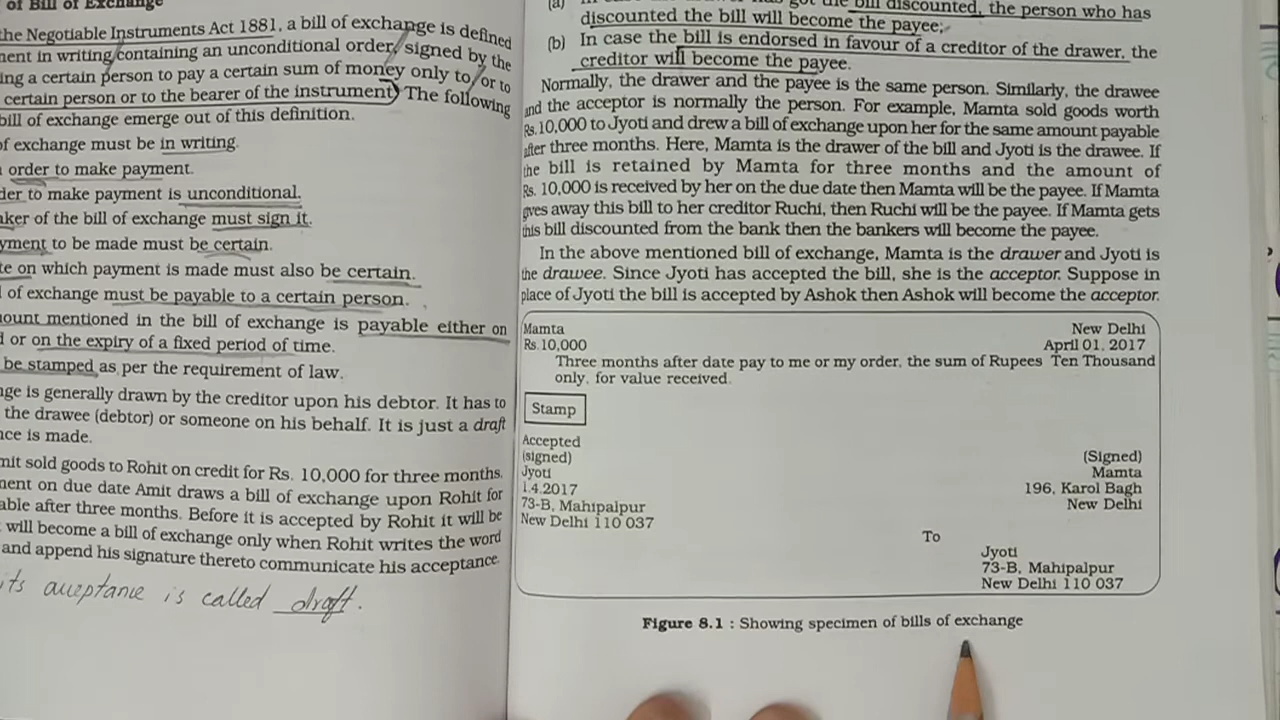 of Bill of Exchange
the Negotiable Instruments Act 1881, a bill of exchange is defined
ment in writing containing an unconditional order, signed by the
ing a certain person to pay a certain sum of money only to, or to
certain person or to the bearer of the instrument. The following
bill of exchange emerge out of this definition.
of exchange must be in writing.
order to make payment.
der to make payment is unconditional.
aker of the bill of exchange must sign it.
yment to be made must be certain.
te on which payment is made must also be certain.
of exchange must be payable to a certain person.
ount mentioned in the bill of exchange is payable either on
d or on the expiry of a fixed period of time.
be stamped as per the requirement of law.
nge is generally drawn by the creditor upon his debtor. It has to
the drawee (debtor) or someone on his behalf. It is just a draft
nce is made.
mit sold goods to Rohit on credit for Rs. 10,000 for three months.
ment on due date Amit draws a bill of exchange upon Rohit for
able after three months. Before it is accepted by Rohit it will be
will become a bill of exchange only when Rohit writes the word
and append his signature thereto communicate his acceptance.
its acceptance is called draft.
(a) bill discounted, the person who has
discounted the bill will become the payee;
(b) In case the bill is endorsed in favour of a creditor of the drawer, the
creditor will become the payee.
Normally, the drawer and the payee is the same person. Similarly, the drawee
and the acceptor is normally the person. For example, Mamta sold goods worth
Rs.10,000 to Jyoti and drew a bill of exchange upon her for the same amount payable
after three months. Here, Mamta is the drawer of the bill and Jyoti is the drawee. If
the bill is retained by Mamta for three months and the amount of
Rs. 10,000 is received by her on the due date then Mamta will be the payee. If Mamta
gives away this bill to her creditor Ruchi, then Ruchi will be the payee. If Mamta gets
this bill discounted from the bank then the bankers will become the payee.
In the above mentioned bill of exchange, Mamta is the drawer and Jyoti is
the drawee. Since Jyoti has accepted the bill, she is the acceptor. Suppose in
place of Jyoti the bill is accepted by Ashok then Ashok will become the acceptor.
Mamta New Delhi
Rs.10,000 April 01, 2017
Three months after date pay to me or my order, the sum of Rupees Ten Thousand
only, for value received.
Stamp
Accepted
(signed) (Signed)
Jyoti Mamta
1.4.2017 196, Karol Bagh
73-B, Mahipalpur New Delhi
New Delhi 110 037
To
Jyoti
73-B, Mahipalpur
New Delhi 110 037
Figure 8.1 : Showing specimen of bills of exchange